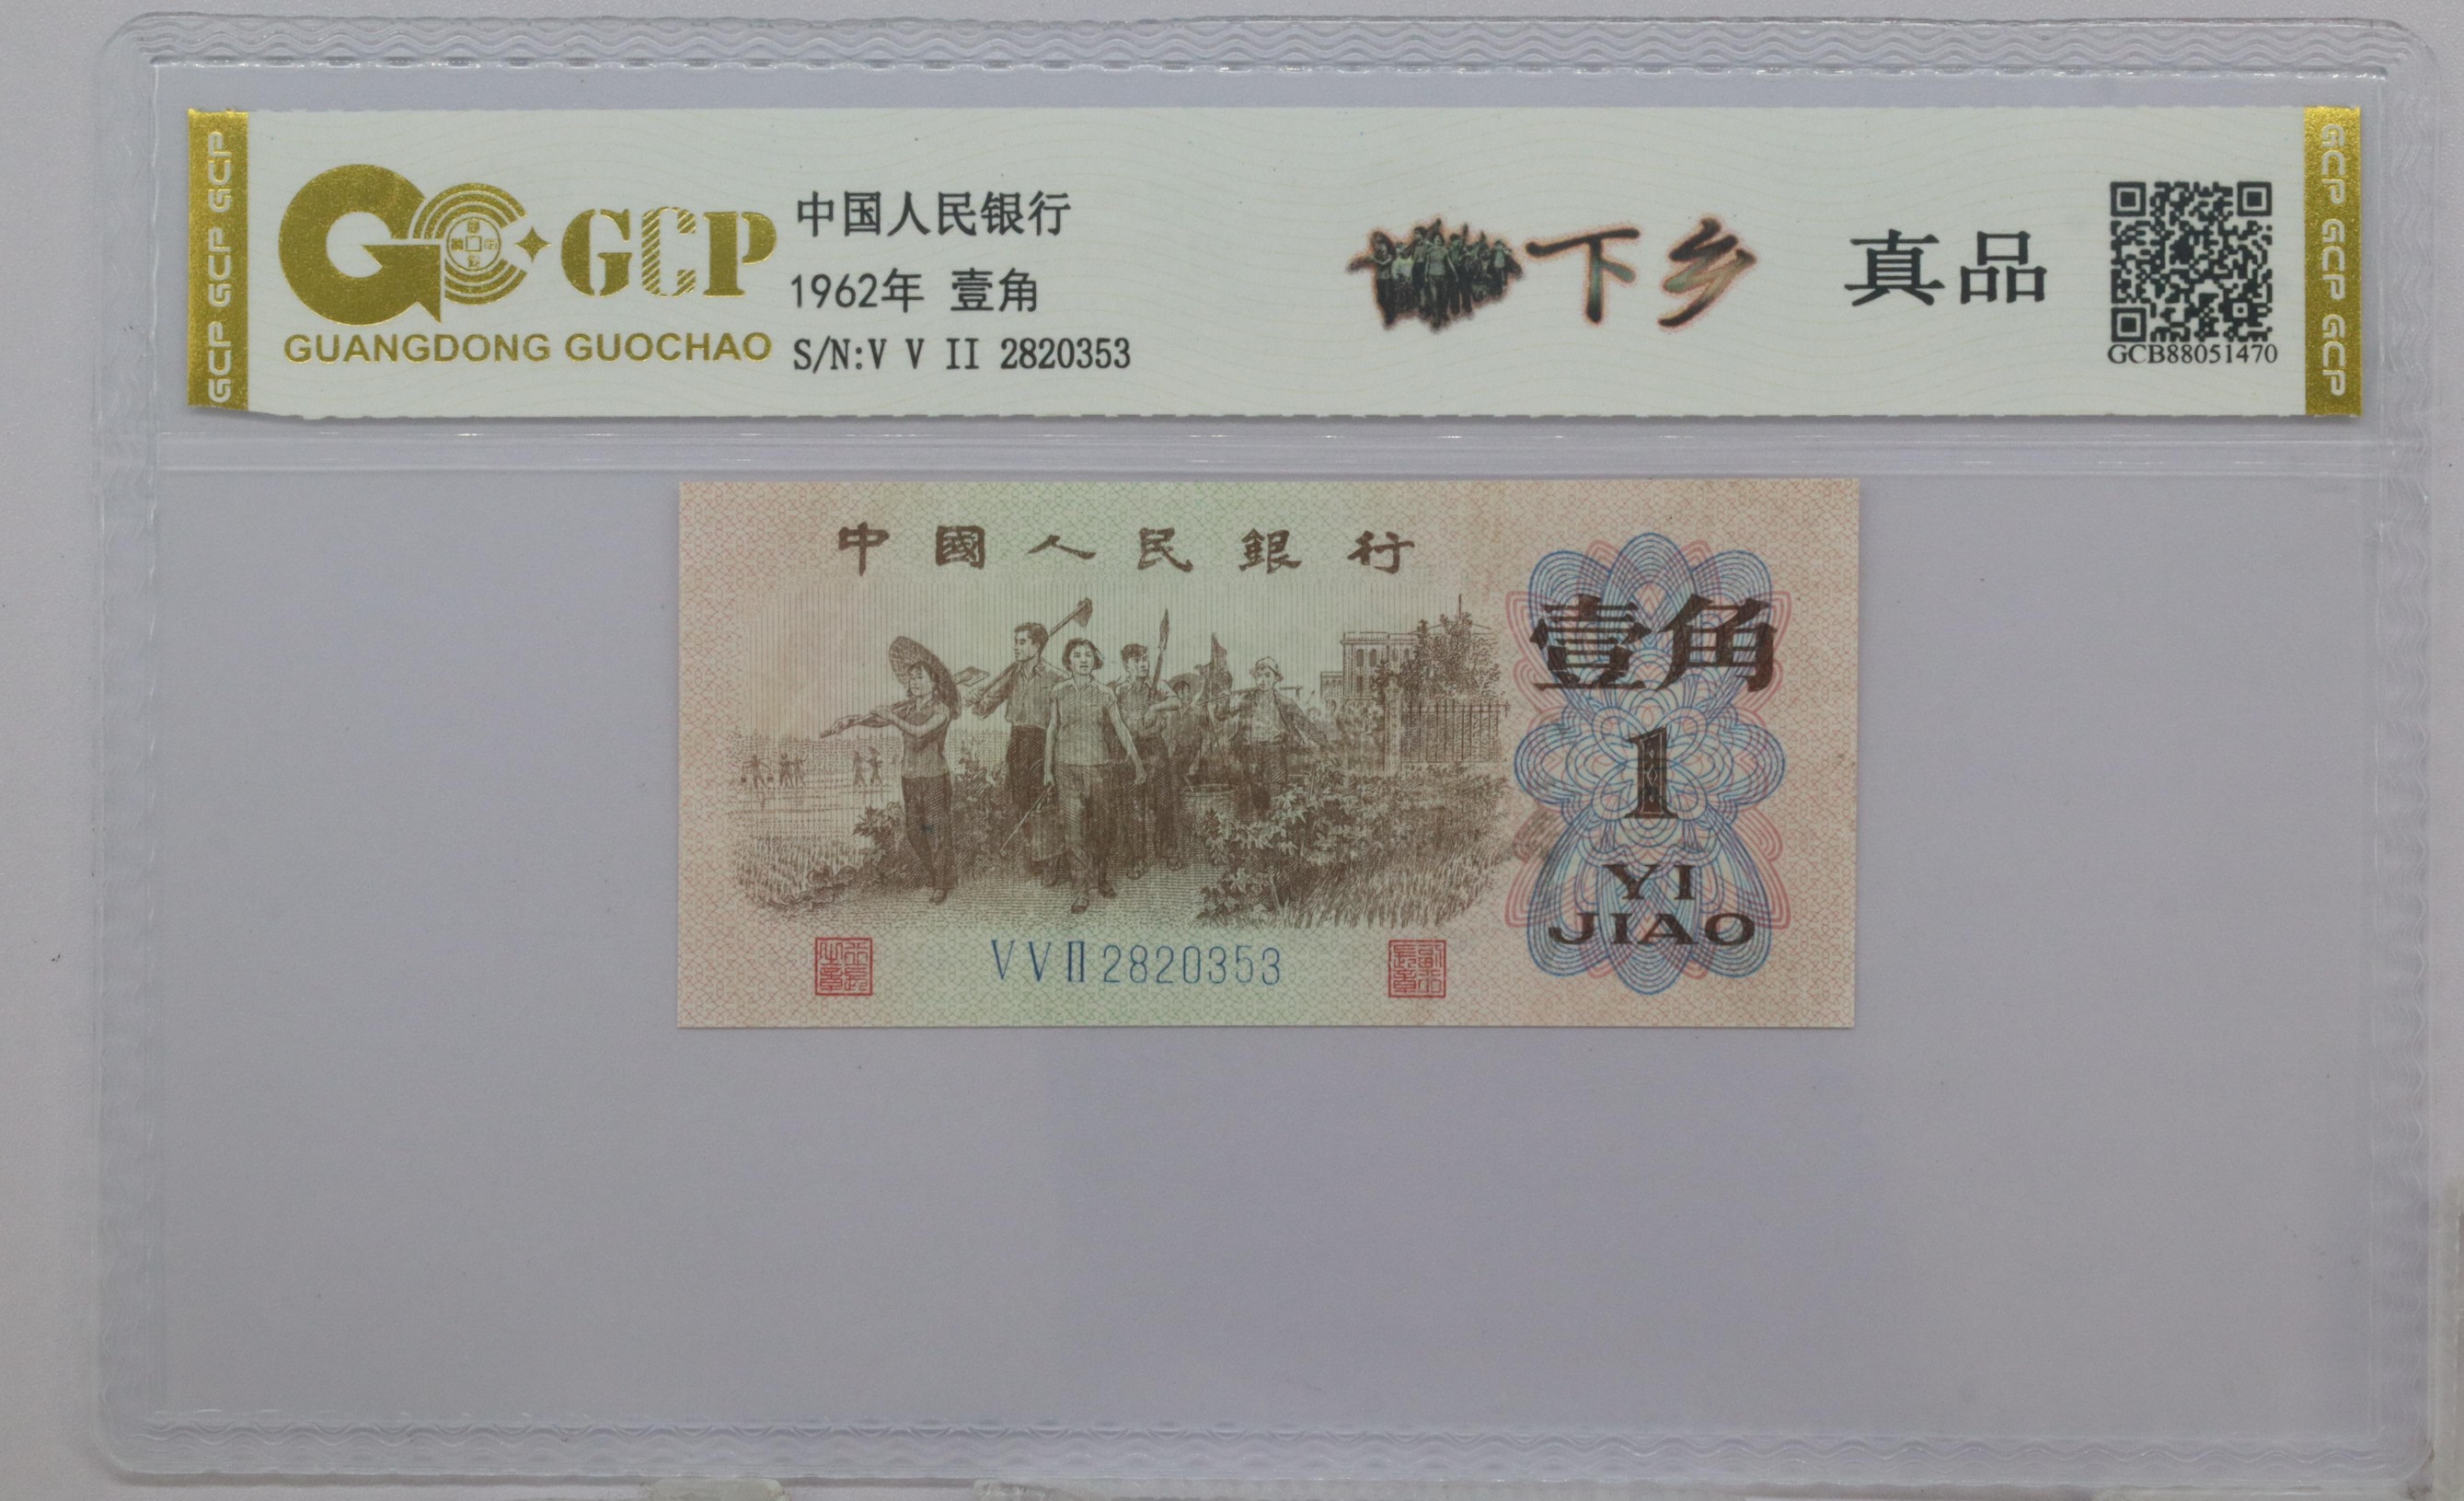 GCP GCP GCP
GCP
GUANGDONG GUOCHAO
中国人民银行
1962年 壹角
S/N:V V II 2820353
下乡
真品
GCB88051470
GCP GCP GCP
中國人民銀行
壹角
1
YI
JIAO
V V II 2820353